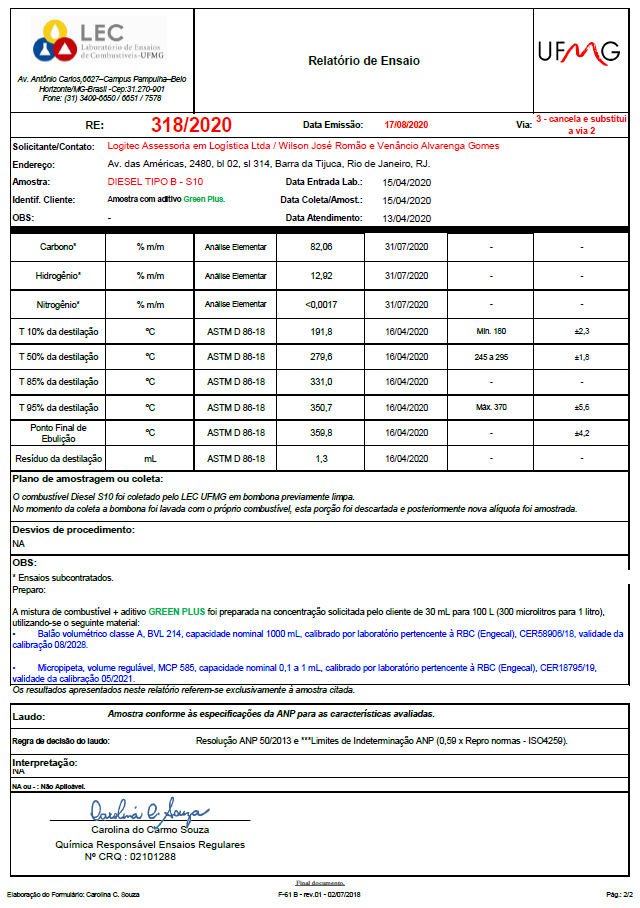 LEC
Laboratório de Ensaios
de Combustíveis-UFMG
Av. Antônio Carlos,6627–Campus Pampulha–Belo
Horizonte/MG-Brasil -Cep:31.270-901
Fone: (31) 3409-6650 / 6651 / 7578
Relatório de Ensaio
UFMG
RE: 318/2020 Data Emissão: 17/08/2020 Via: 3 - cancela e substitui
a via 2
Solicitante/Contato: Logitec Assessoria em Logística Ltda / Wilson José Romão e Venâncio Alvarenga Gomes
Endereço: Av. das Américas, 2480, bl 02, sl 314, Barra da Tijuca, Rio de Janeiro, RJ.
Amostra: DIESEL TIPO B - S10 Data Entrada Lab.: 15/04/2020
Identif. Cliente: Amostra com aditivo Green Plus. Data Coleta/Amost.: 15/04/2020
OBS: - Data Atendimento: 13/04/2020
Carbono* % m/m Análise Elementar 82,06 31/07/2020 - -
Hidrogênio* % m/m Análise Elementar 12,92 31/07/2020 - -
Nitrogênio* % m/m Análise Elementar <0,0017 31/07/2020 - -
T 10% da destilação ºC ASTM D 86-18 191,8 16/04/2020 Mín. 180 ±2,3
T 50% da destilação ºC ASTM D 86-18 279,6 16/04/2020 245 a 295 ±1,8
T 85% da destilação ºC ASTM D 86-18 331,0 16/04/2020 - -
T 95% da destilação ºC ASTM D 86-18 350,7 16/04/2020 Máx. 370 ±5,6
Ponto Final de
Ebulição ºC ASTM D 86-18 359,8 16/04/2020 - ±4,2
Resíduo da destilação mL ASTM D 86-18 1,3 16/04/2020 - -
Plano de amostragem ou coleta:
O combustível Diesel S10 foi coletado pelo LEC UFMG em bombona previamente limpa.
No momento da coleta a bombona foi lavada com o próprio combustível, esta porção foi descartada e posteriormente nova alíquota foi amostrada.
Desvios de procedimento:
NA
OBS:
* Ensaios subcontratados.
Preparo:
A mistura de combustível + aditivo GREEN PLUS foi preparada na concentração solicitada pelo cliente de 30 mL para 100 L (300 microlitros para 1 litro),
utilizando-se o seguinte material:
• Balão volumétrico classe A, BVL 214, capacidade nominal 1000 mL, calibrado por laboratório pertencente à RBC (Engecal), CER58906/18, validade da
calibração 08/2028.
• Micropipeta, volume regulável, MCP 585, capacidade nominal 0,1 a 1 mL, calibrado por laboratório pertencente à RBC (Engecal), CER18795/19,
validade da calibração 05/2021.
Os resultados apresentados neste relatório referem-se exclusivamente à amostra citada.
Laudo: Amostra conforme às especificações da ANP para as características avaliadas.
Regra de decisão do laudo: Resolução ANP 50/2013 e ***Limites de Indeterminação ANP (0,59 x Repro normas - ISO4259).
Interpretação:
NA
NA ou - : Não Aplicável.
Carolina C. Souza
Carolina do Carmo Souza
Química Responsável Ensaios Regulares
Nº CRQ : 02101288
Final documento.
Elaboração do Formulário: Carolina C. Souza F-61 B - rev.01 - 02/07/2018 Pág.: 2/2